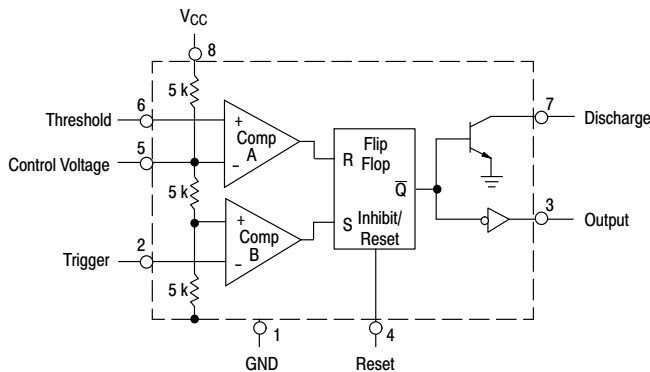 VCC
8
5 k
6
Threshold
+
Comp
A
–
5
Control Voltage
R
Flip
Flop
Q
7
Discharge
5 k
+
Comp
B
–
S
Inhibit/
Reset
3
Output
2
Trigger
5 k
1
4
GND
Reset